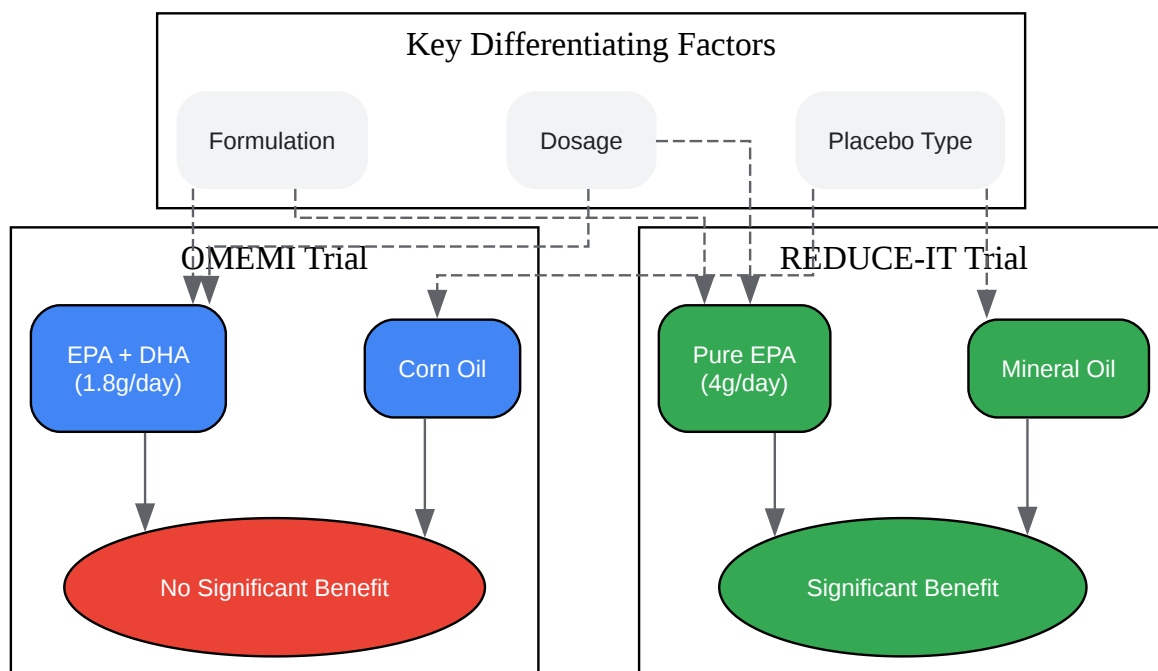 Key Differentiating Factors
Formulation
Dosage
Placebo Type
OMEMI Trial
REDUCE-IT Trial
EPA + DHA
(1.8g/day)
Corn Oil
Pure EPA
(4g/day)
Mineral Oil
No Significant Benefit
Significant Benefit